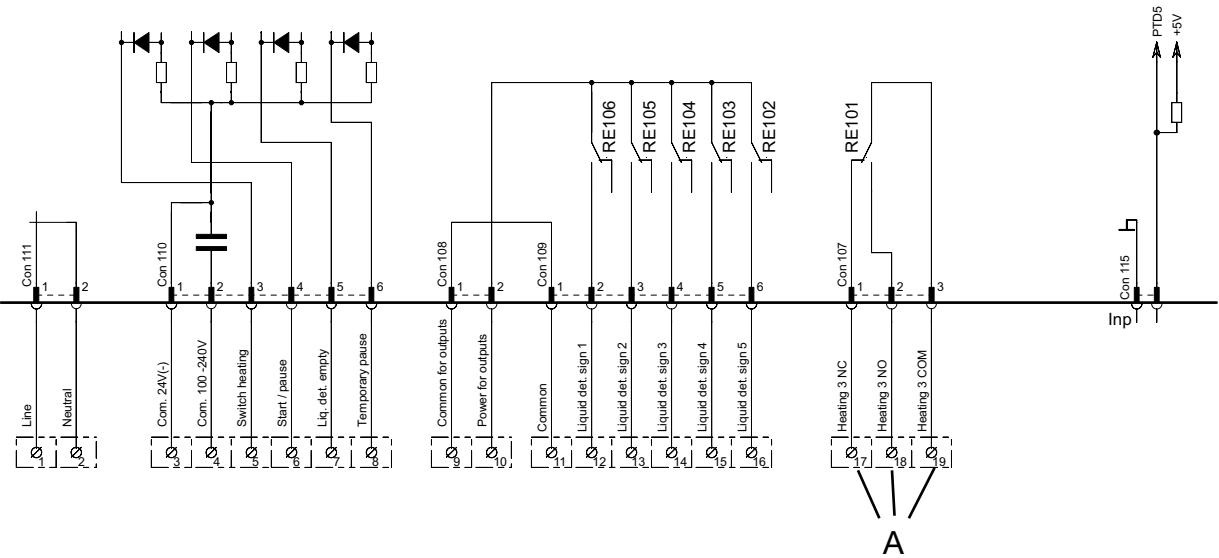 PTD5
+5V
RE106
RE105
RE104
RE103
RE102
RE101
Con 111
1
2
Con 110
1
2
3
4
5
6
Con 108
1
2
Con 109
1
2
3
4
5
6
Con 107
1
2
3
Con 115
Inp
Line
Neutral
Com. 24V(-)
Com. 100 -240V
Switch heating
Start / pause
Liq. det. empty
Temporary pause
Common for outputs
Power for outputs
Common
Liquid det. sign 1
Liquid det. sign 2
Liquid det. sign 3
Liquid det. sign 4
Liquid det. sign 5
Heating 3 NC
Heating 3 NO
Heating 3 COM
1
2
3
4
5
6
7
8
9
10
11
12
13
14
15
16
17
18
19
A